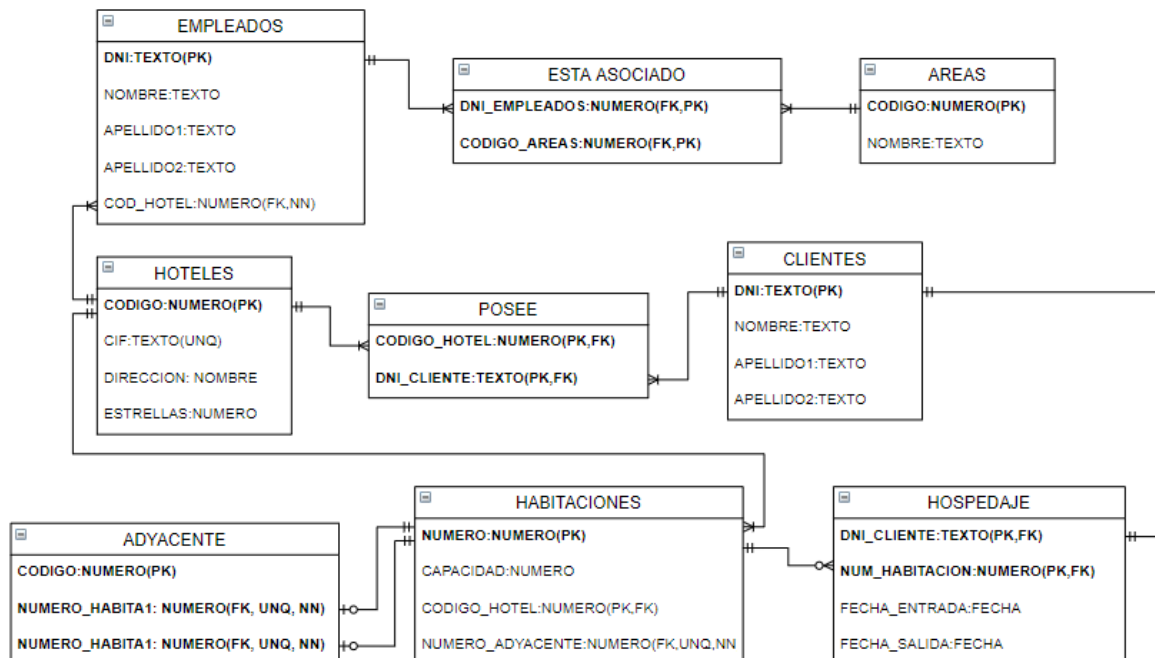 EMPLEADOS
DNI:TEXTO(PK)
NOMBRE:TEXTO
APELLIDO1:TEXTO
APELLIDO2:TEXTO
COD_HOTEL:NUMERO(FK,NN)
ESTA ASOCIADO
DNI_EMPLEADOS:NUMERO(FK,PK)
CODIGO_AREAS:NUMERO(FK,PK)
AREAS
CODIGO:NUMERO(PK)
NOMBRE:TEXTO
HOTELES
CODIGO:NUMERO(PK)
CIF:TEXTO(UNQ)
DIRECCION: NOMBRE
ESTRELLAS:NUMERO
POSEE
CODIGO_HOTEL:NUMERO(PK,FK)
DNI_CLIENTE:TEXTO(PK,FK)
CLIENTES
DNI:TEXTO(PK)
NOMBRE:TEXTO
APELLIDO1:TEXTO
APELLIDO2:TEXTO
ADYACENTE
CODIGO:NUMERO(PK)
NUMERO_HABITA1: NUMERO(FK, UNQ, NN)
NUMERO_HABITA1: NUMERO(FK, UNQ, NN)
HABITACIONES
NUMERO:NUMERO(PK)
CAPACIDAD:NUMERO
CODIGO_HOTEL:NUMERO(PK,FK)
NUMERO_ADYACENTE:NUMERO(FK,UNQ,NN
HOSPEDAJE
DNI_CLIENTE:TEXTO(PK,FK)
NUM_HABITACION:NUMERO(PK,FK)
FECHA_ENTRADA:FECHA
FECHA_SALIDA:FECHA